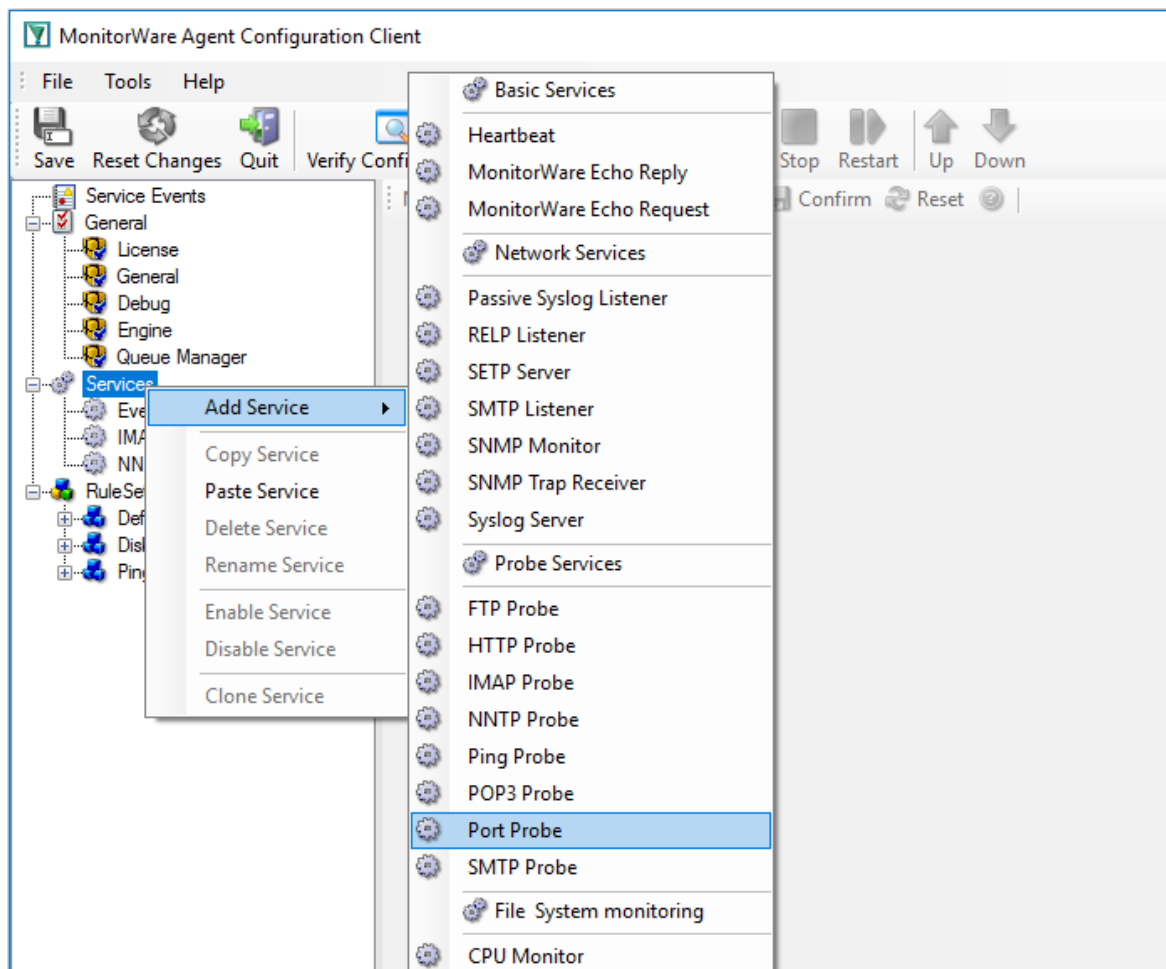 MonitorWare Agent Configuration Client
File Tools Help
Save Reset Changes Quit Verify Stop Restart Up Down
Confirm Reset
Service Events
General
License
General
Debug
Engine
Queue Manager
Services
Add Service
Copy Service
Paste Service
Delete Service
Rename Service
Enable Service
Disable Service
Clone Service
Basic Services
Heartbeat
MonitorWare Echo Reply
MonitorWare Echo Request
Network Services
Passive Syslog Listener
RELP Listener
SETP Server
SMTP Listener
SNMP Monitor
SNMP Trap Receiver
Syslog Server
Probe Services
FTP Probe
HTTP Probe
IMAP Probe
NNTP Probe
Ping Probe
POP3 Probe
Port Probe
SMTP Probe
File System monitoring
CPU Monitor